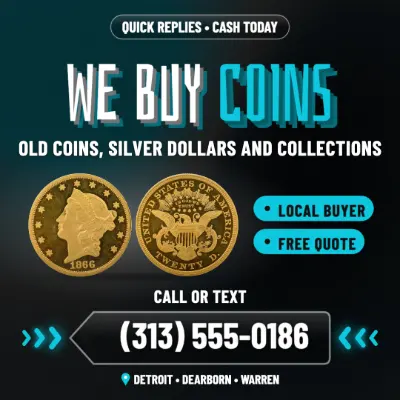 QUICK REPLIES • CASH TODAY
WE BUY COINS
OLD COINS, SILVER DOLLARS AND COLLECTIONS
1866
UNITED STATES OF AMERICA
TWENTY D.
• LOCAL BUYER
• FREE QUOTE
CALL OR TEXT
(313) 555-0186
DETROIT • DEARBORN • WARREN